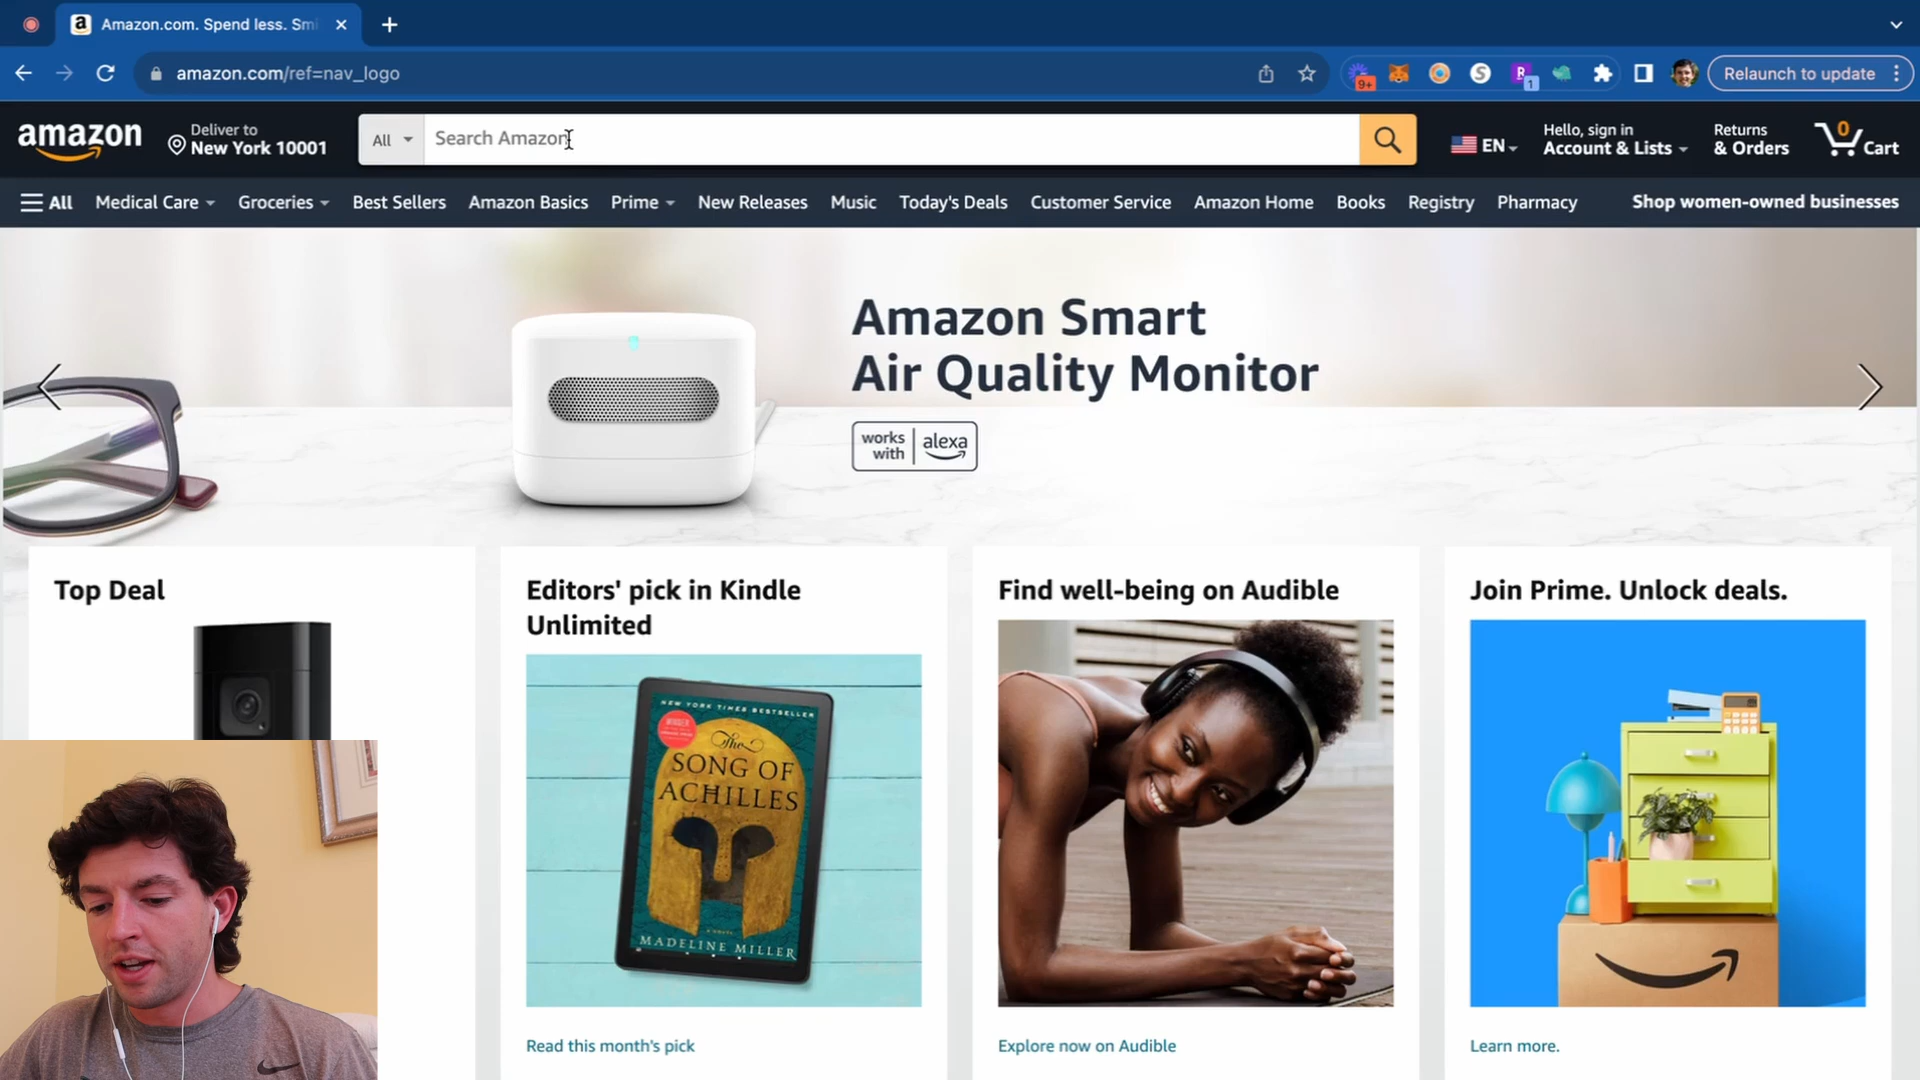 Amazon.com. Spend less. Smi
amazon.com/ref=nav_logo
9+
S
R
1
Relaunch to update
amazon
Deliver to
New York 10001
All
Search Amazon
EN
Hello, sign in
Account & Lists
Returns
& Orders
0
Cart
All
Medical Care
Groceries
Best Sellers
Amazon Basics
Prime
New Releases
Music
Today's Deals
Customer Service
Amazon Home
Books
Registry
Pharmacy
Shop women-owned businesses
Amazon Smart
Air Quality Monitor
works
with
alexa
Top Deal
Editors' pick in Kindle
Unlimited
NEW YORK TIMES BESTSELLER
The
SONG OF
ACHILLES
A NOVEL
MADELINE MILLER
Read this month's pick
Find well-being on Audible
Explore now on Audible
Join Prime. Unlock deals.
Learn more.